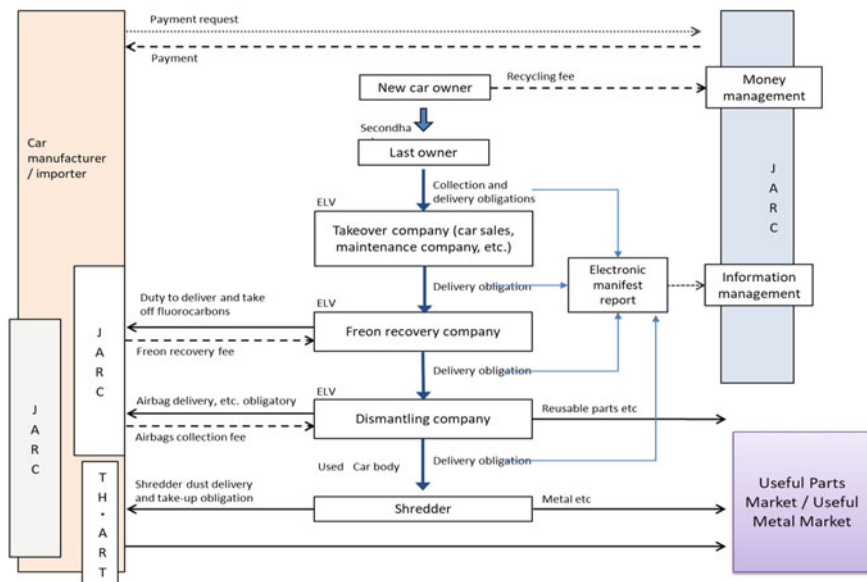 Payment request
Payment
New car owner
Recycling fee
Money
management
Secondha
Car
manufacturer
/ importer
Last owner
J
A
R
C
ELV
Collection and
delivery obligations
Takeover company (car sales,
maintenance company, etc.)
Electronic
manifest
report
Information
management
Delivery obligation
Duty to deliver and take
off fluorocarbons
ELV
Freon recovery company
J
A
R
C
Freon recovery fee
Delivery obligation
ELV
Airbag delivery, etc. obligatory
Dismantling company
Reusable parts etc
J
A
R
C
Airbags collection fee
Used Car body
Delivery obligation
Shredder dust delivery
and take-up obligation
Shredder
Metal etc
T
H
・
A
R
T
Useful Parts
Market / Useful
Metal Market